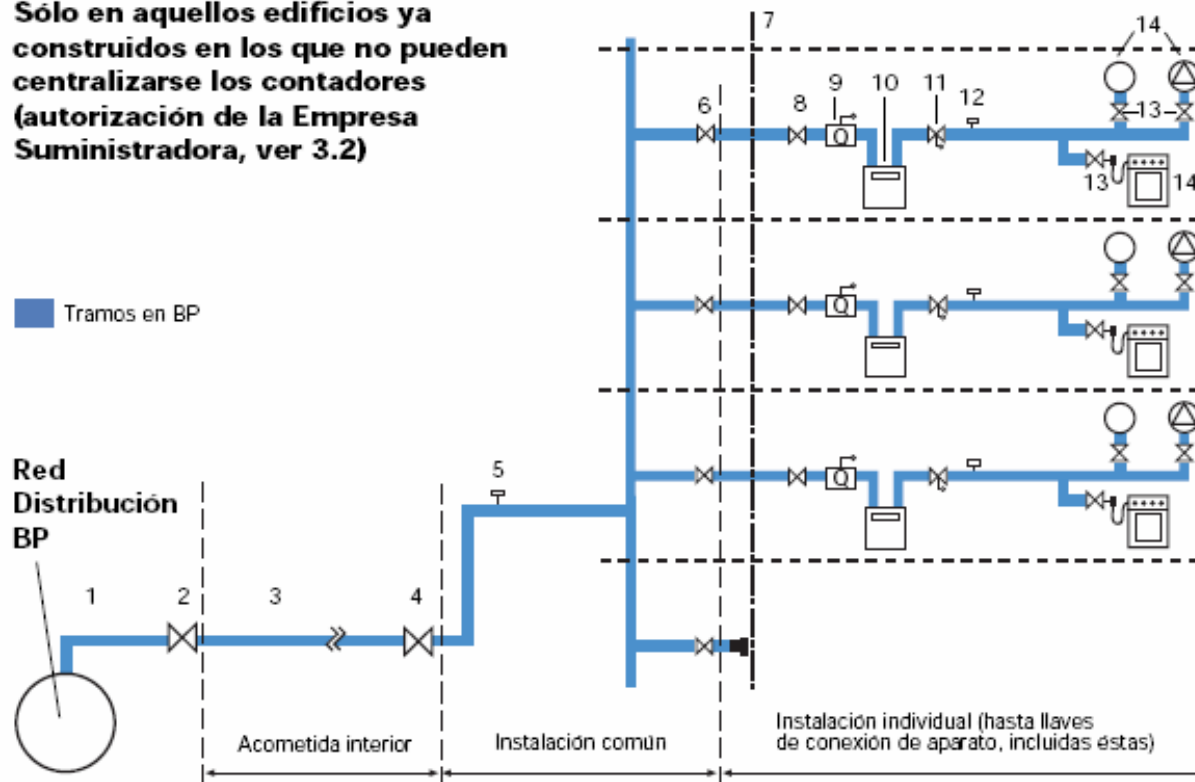 Sólo en aquellos edificios ya
construidos en los que no pueden
centralizarse los contadores
(autorización de la Empresa
Suministradora, ver 3.2)
7
14
6
8
9
10
11
12
13
13
14
Q
Tramos en BP
Q
Q
Red
Distribución
BP
5
1
2
3
4
Acometida interior
Instalación común
Instalación individual (hasta llaves
de conexión de aparato, incluidas éstas)